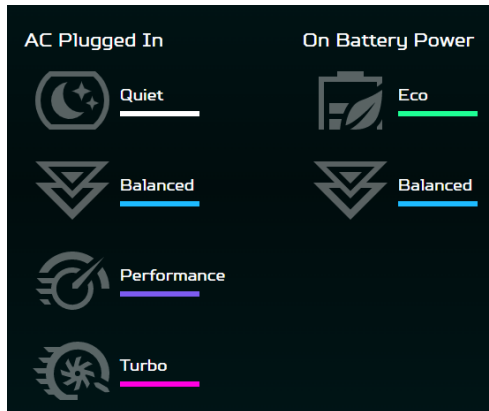 AC Plugged In
Quiet
Balanced
Performance
Turbo
On Battery Power
Eco
Balanced